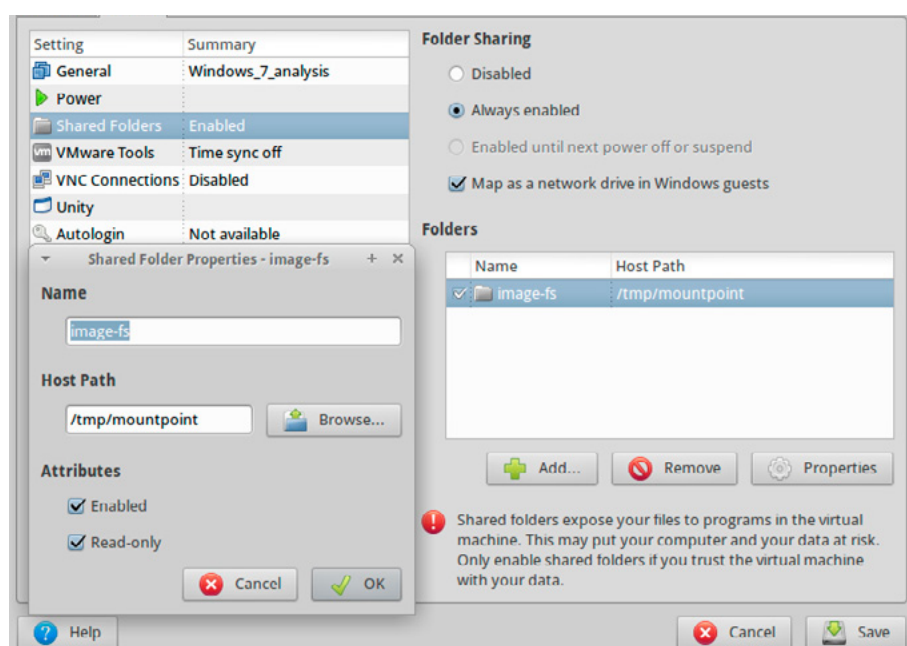 Setting Summary
General Windows_7_analysis
Power
Shared Folders Enabled
vm VMware Tools Time sync off
VNC Connections Disabled
Unity
Autologin Not available
Shared Folder Properties - image-fs
Name
image-fs
Host Path
/tmp/mountpoint Browse...
Attributes
Enabled
Read-only
Cancel OK
Folder Sharing
Disabled
Always enabled
Enabled until next power off or suspend
Map as a network drive in Windows guests
Folders
Name Host Path
image-fs /tmp/mountpoint
Add... Remove Properties
Shared folders expose your files to programs in the virtual
machine. This may put your computer and your data at risk.
Only enable shared folders if you trust the virtual machine
with your data.
Help Cancel Save